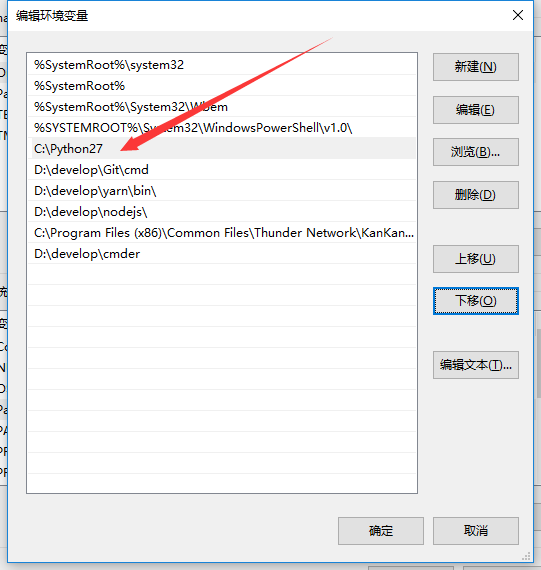 编辑环境变量
%SystemRoot%\system32
%SystemRoot%
%SystemRoot%\System32\Wbem
%SYSTEMROOT%\System32\WindowsPowerShell\v1.0\
C:\Python27
D:\develop\Git\cmd
D:\develop\yarn\bin\
D:\develop\nodejs\
C:\Program Files (x86)\Common Files\Thunder Network\KanKan...
D:\develop\cmder
新建(N)
编辑(E)
浏览(B)...
删除(D)
上移(U)
下移(O)
编辑文本(T)...
确定
取消